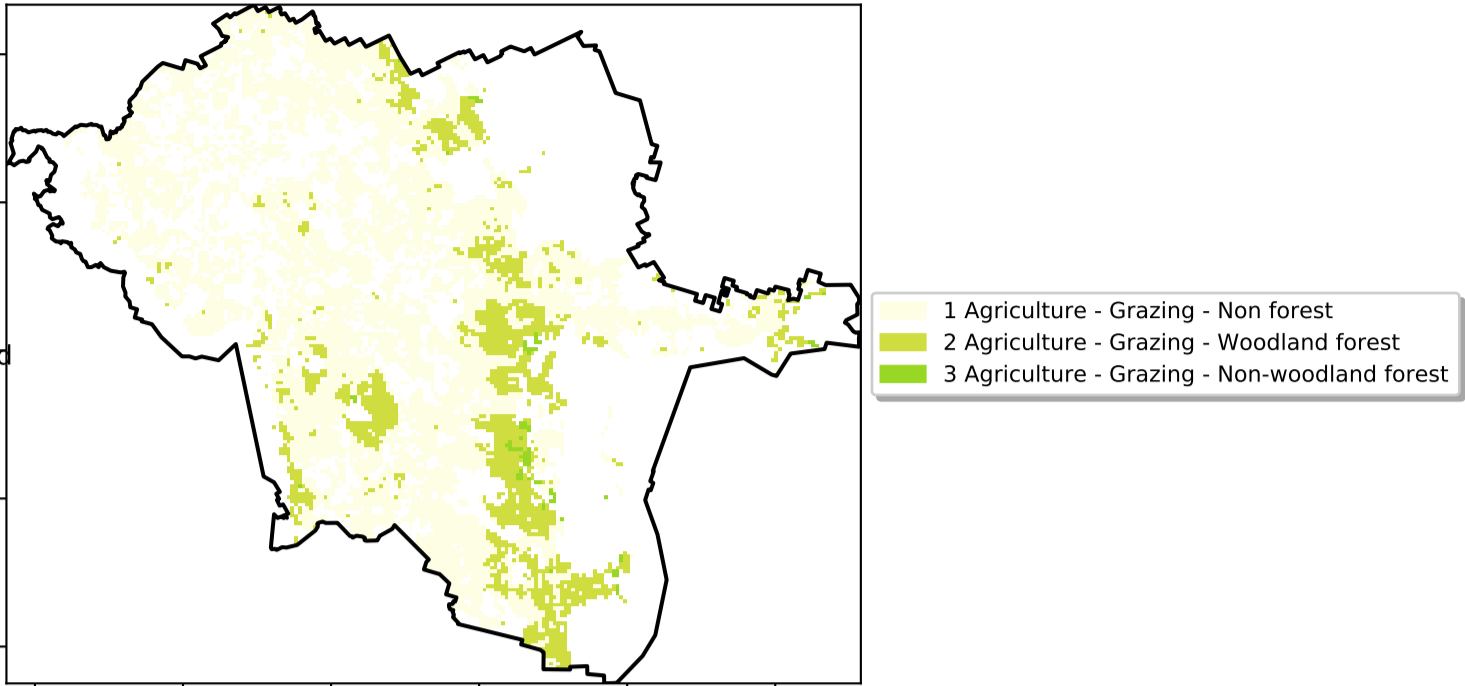 1 Agriculture - Grazing - Non forest
2 Agriculture - Grazing - Woodland forest
3 Agriculture - Grazing - Non-woodland forest